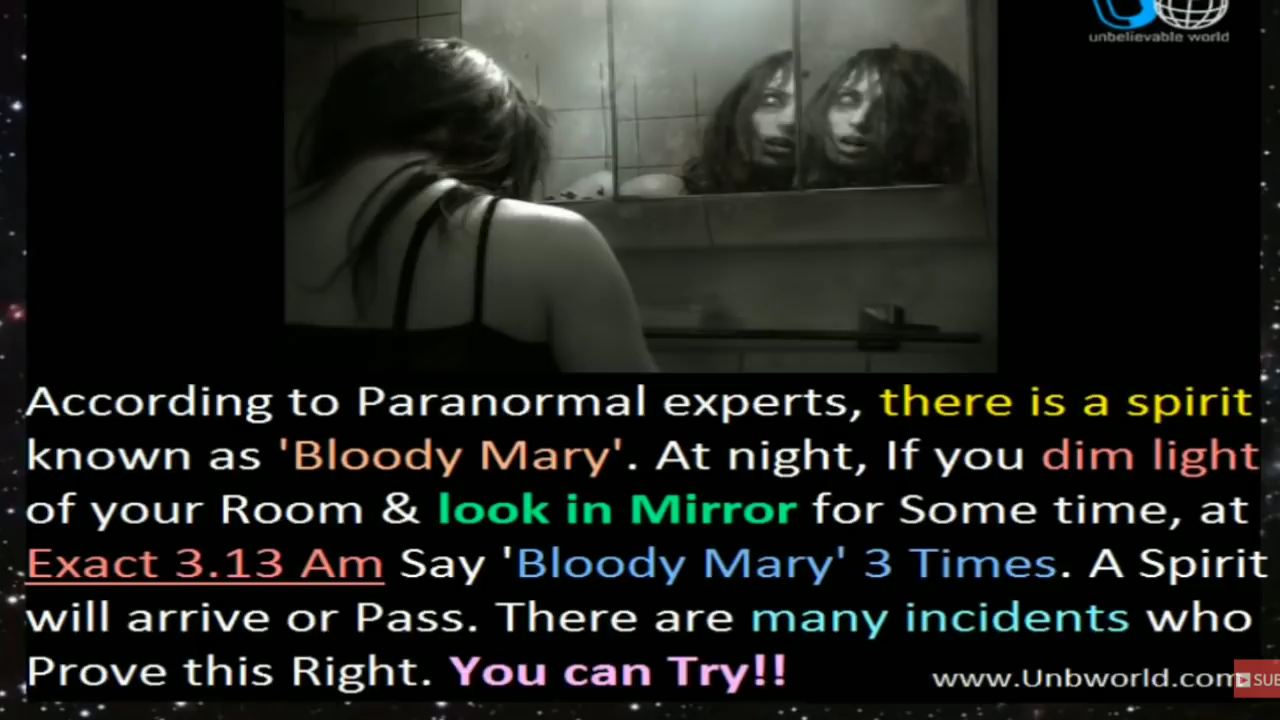 unbelievable world
According to Paranormal experts, there is a spirit
known as 'Bloody Mary'. At night, If you dim light
of your Room & look in Mirror for Some time, at
Exact 3.13 Am Say 'Bloody Mary' 3 Times. A Spirit
will arrive or Pass. There are many incidents who
Prove this Right. You can Try!!
www.Unbworld.com
SUB